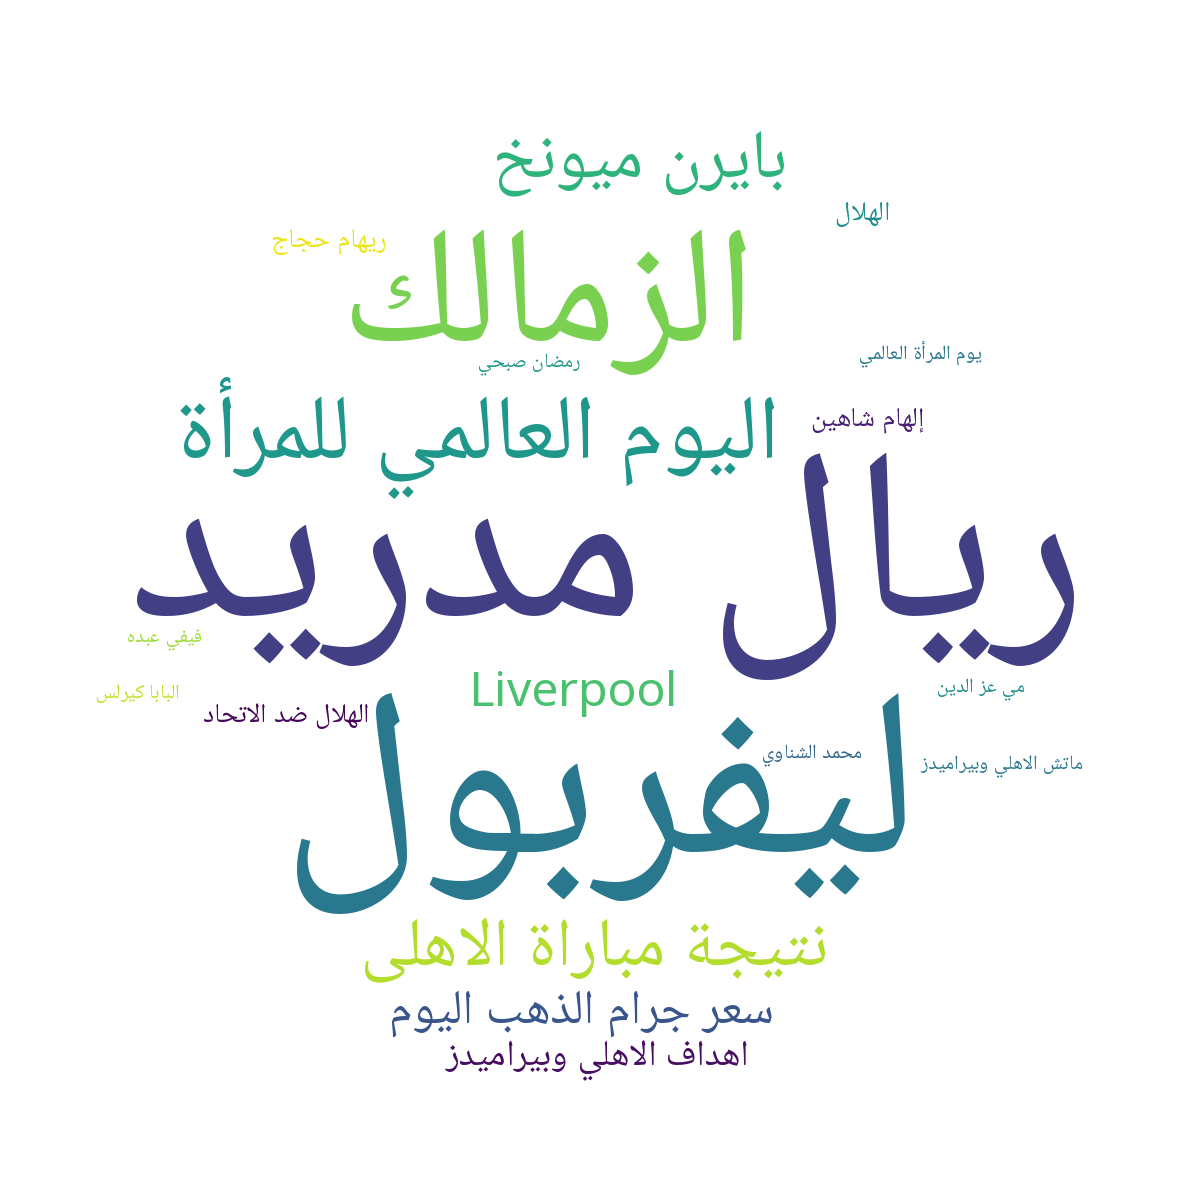 بايرن ميونخ
الهلال
ريهام حجاج
الزمالك
يوم المرأة العالمي
رمضان صبحي
إلهام شاهين
اليوم العالمي للمرأة
ريال مدريد
فيفي عبده
مي عز الدين
Liverpool
البابا كيرلس
الهلال ضد الاتحاد
محمد الشناوي
ماتش الاهلي وبيراميدز
ليفربول
نتيجة مباراة الاهلى
سعر جرام الذهب اليوم
اهداف الاهلي وبيراميدز